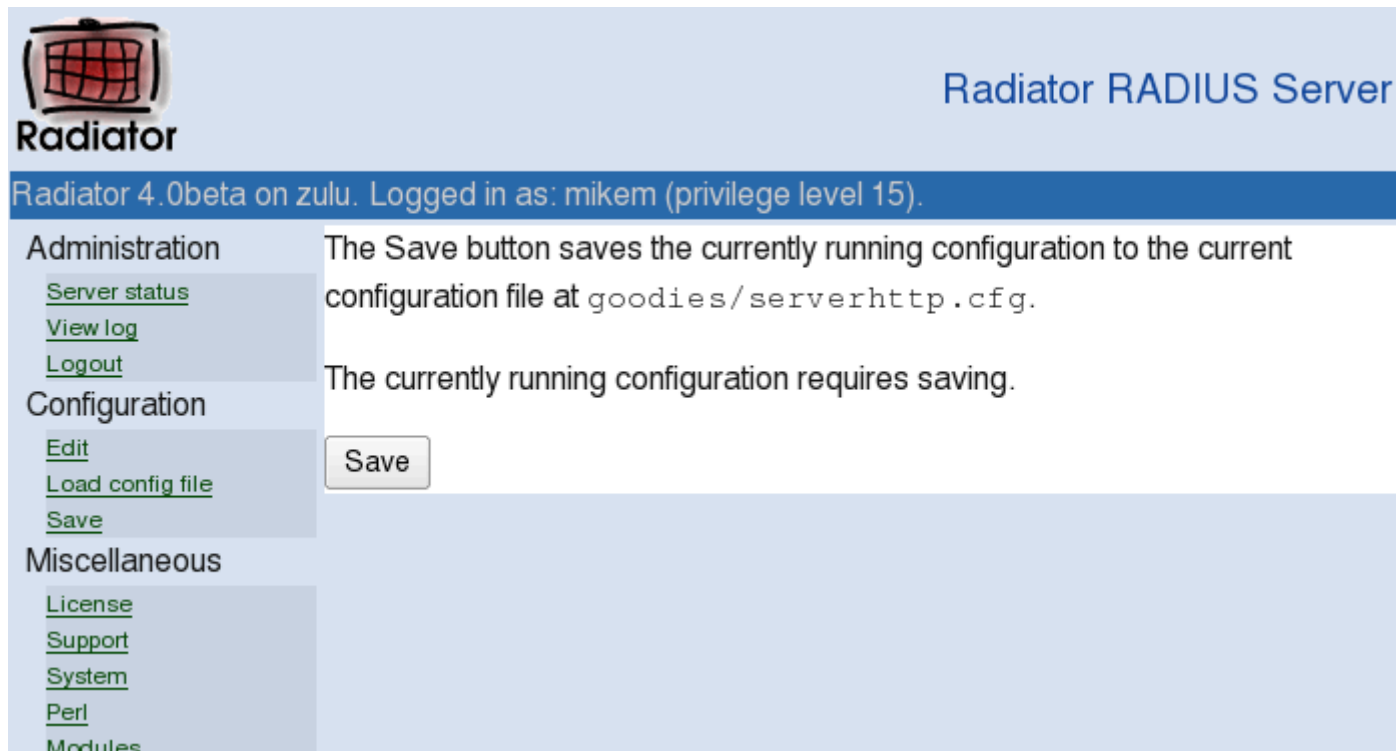 Radiator
Radiator RADIUS Server
Radiator 4.0beta on zulu. Logged in as: mikem (privilege level 15).
Administration
Server status
View log
Logout
Configuration
Edit
Load config file
Save
Miscellaneous
License
Support
System
Perl
Modules
The Save button saves the currently running configuration to the current
configuration file at goodies/serverhttp.cfg.
The currently running configuration requires saving.
Save